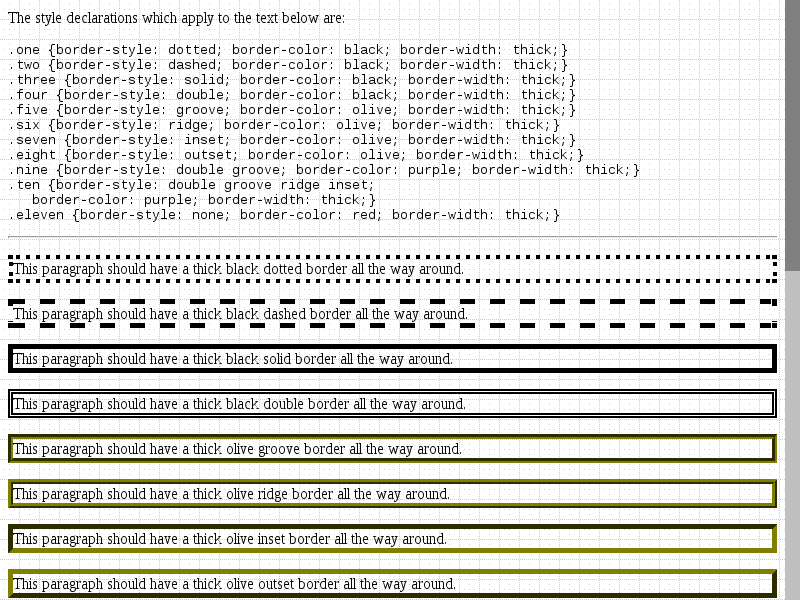 The style declarations which apply to the text below are:
.one {border-style: dotted; border-color: black; border-width: thick;}
.two {border-style: dashed; border-color: black; border-width: thick;}
.three {border-style: solid; border-color: black; border-width: thick;}
.four {border-style: double; border-color: black; border-width: thick;}
.five {border-style: groove; border-color: olive; border-width: thick;}
.six {border-style: ridge; border-color: olive; border-width: thick;}
.seven {border-style: inset; border-color: olive; border-width: thick;}
.eight {border-style: outset; border-color: olive; border-width: thick;}
.nine {border-style: double groove; border-color: purple; border-width: thick;}
.ten {border-style: double groove ridge inset;
   border-color: purple; border-width: thick;}
.eleven {border-style: none; border-color: red; border-width: thick;}
This paragraph should have a thick black dotted border all the way around.
This paragraph should have a thick black dashed border all the way around.
This paragraph should have a thick black solid border all the way around.
This paragraph should have a thick black double border all the way around.
This paragraph should have a thick olive groove border all the way around.
This paragraph should have a thick olive ridge border all the way around.
This paragraph should have a thick olive inset border all the way around.
This paragraph should have a thick olive outset border all the way around.